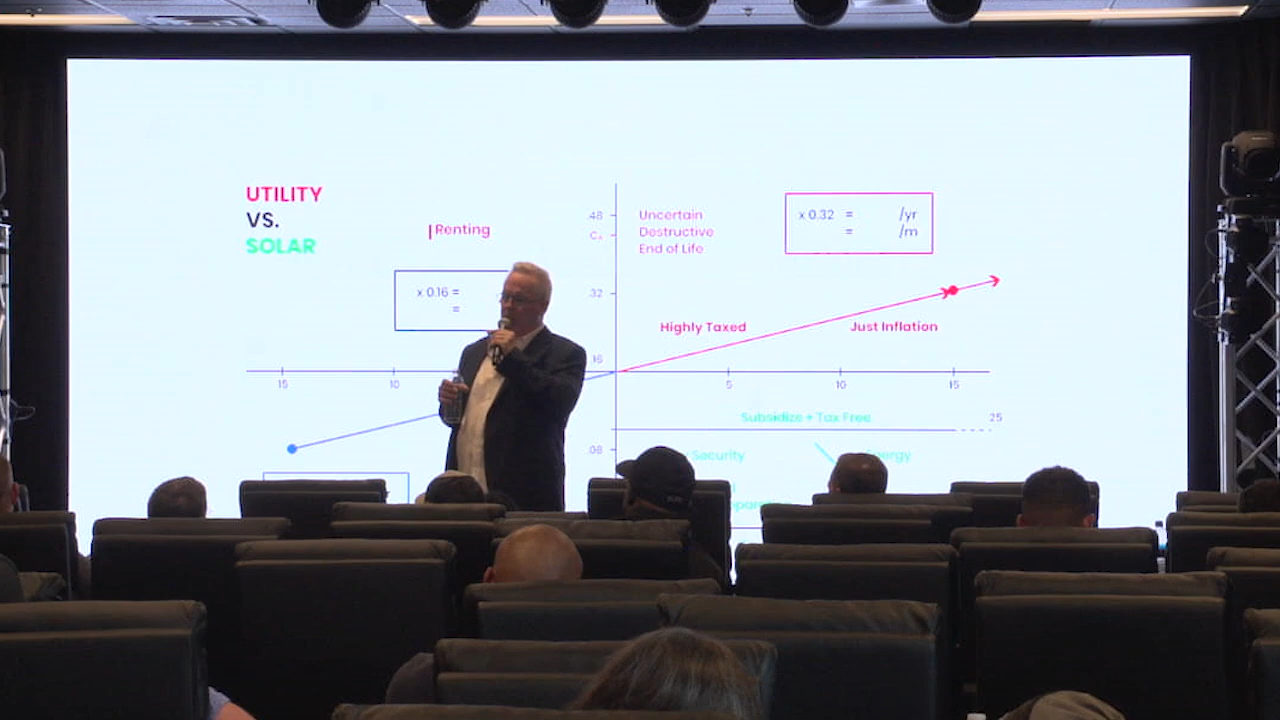 UTILITY
VS.
SOLAR
Renting
x 0.16 =
=
.48
.32
.16
.08
Uncertain
Destructive
End of Life
x 0.32 = /yr
= /m
Highly Taxed
Just Inflation
15
10
5
10
15
Subsidize + Tax Free
25
Security